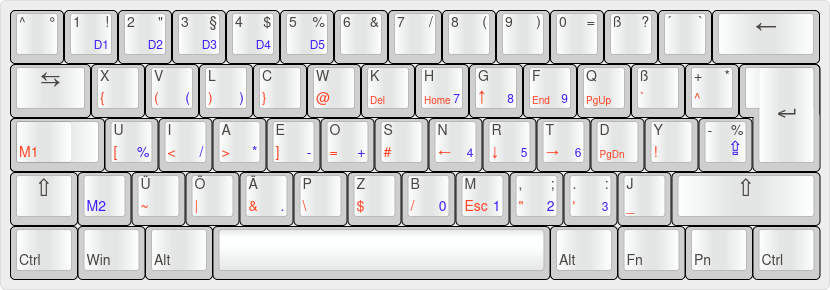 ^ ° 1 ! D1 2 " D2 3 § D3 4 $ D4 5 % D5 6 & 7 / 8 ( 9 ) 0 = ß ? ´ ` ←
⇆ X { V ( ( L ) ) C } W @ K Del H Home 7 G ↑ 8 F End 9 Q PgUp ß ` + * ^ ↵
M1 U [ % I < / A > * E ] - O = + S # N ← 4 R ↓ 5 T → 6 D PgDn Y ! - % ⇪
⇧ M2 Ü ~ Ö | Ä & . P \ Z $ B / 0 M Esc 1 , ; " 2 . : ' 3 J _ ⇧
Ctrl Win Alt Alt Fn Pn Ctrl